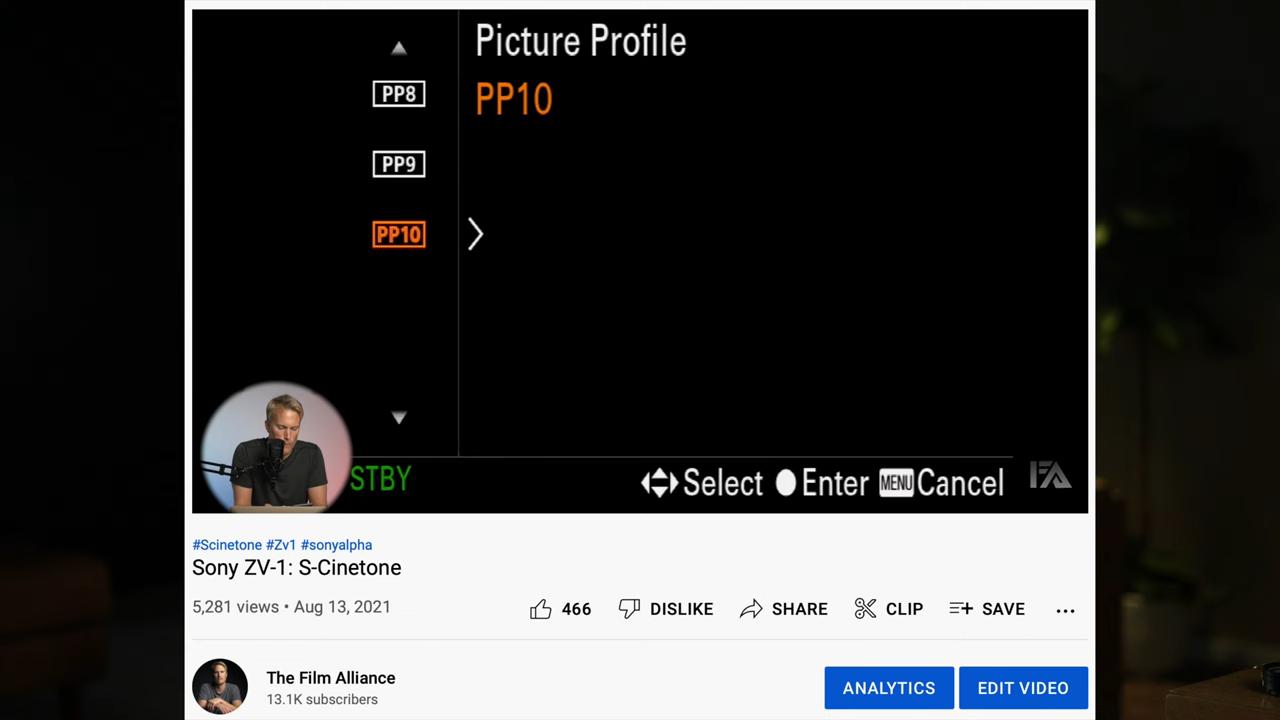 Picture Profile
PP8
PP10
PP9
PP10
STBY
Select Enter MENU Cancel
FA
#Scinetone #Zv1 #sonyalpha
Sony ZV-1: S-Cinetone
5,281 views • Aug 13, 2021
466 DISLIKE SHARE CLIP SAVE ...
The Film Alliance
13.1K subscribers
ANALYTICS EDIT VIDEO